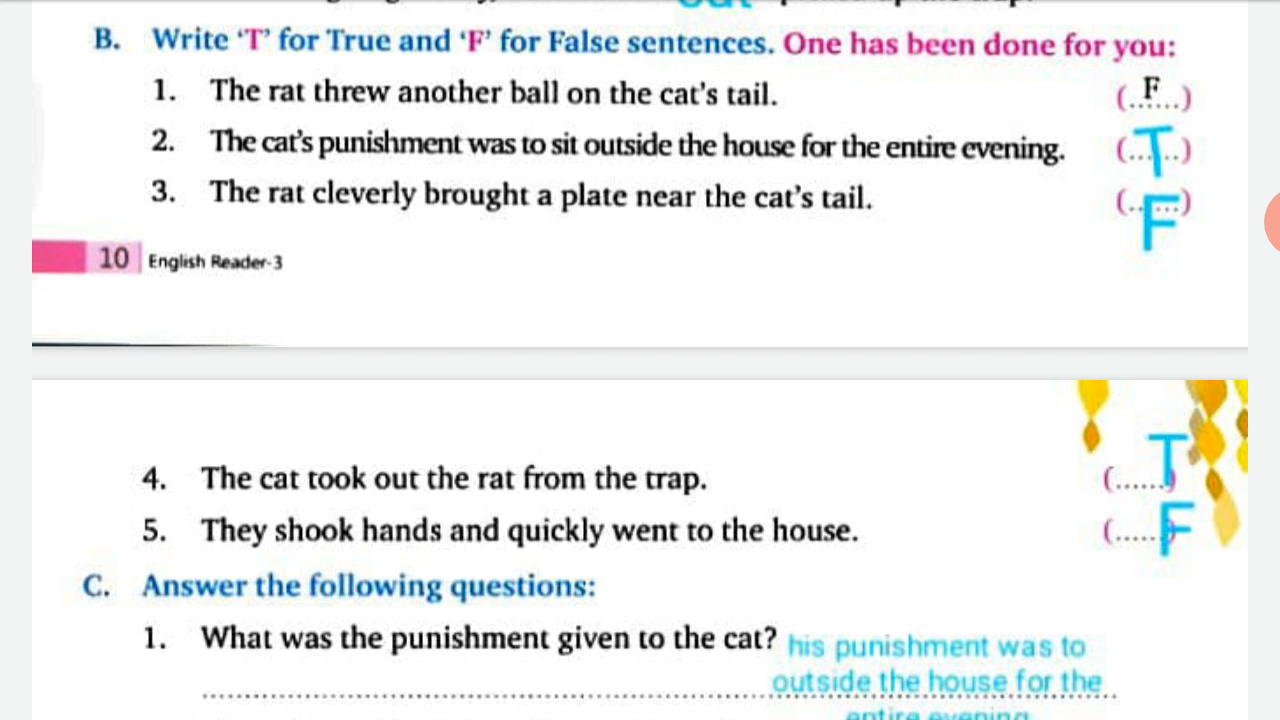 B. Write 'T' for True and 'F' for False sentences. One has been done for you:
1. The rat threw another ball on the cat's tail. (..F...)
2. The cat's punishment was to sit outside the house for the entire evening. (...T..)
3. The rat cleverly brought a plate near the cat's tail. (..F...)
10 English Reader-3
4. The cat took out the rat from the trap. (......T)
5. They shook hands and quickly went to the house. (.....F)
C. Answer the following questions:
1. What was the punishment given to the cat? his punishment was to
outside the house for the
entire evening